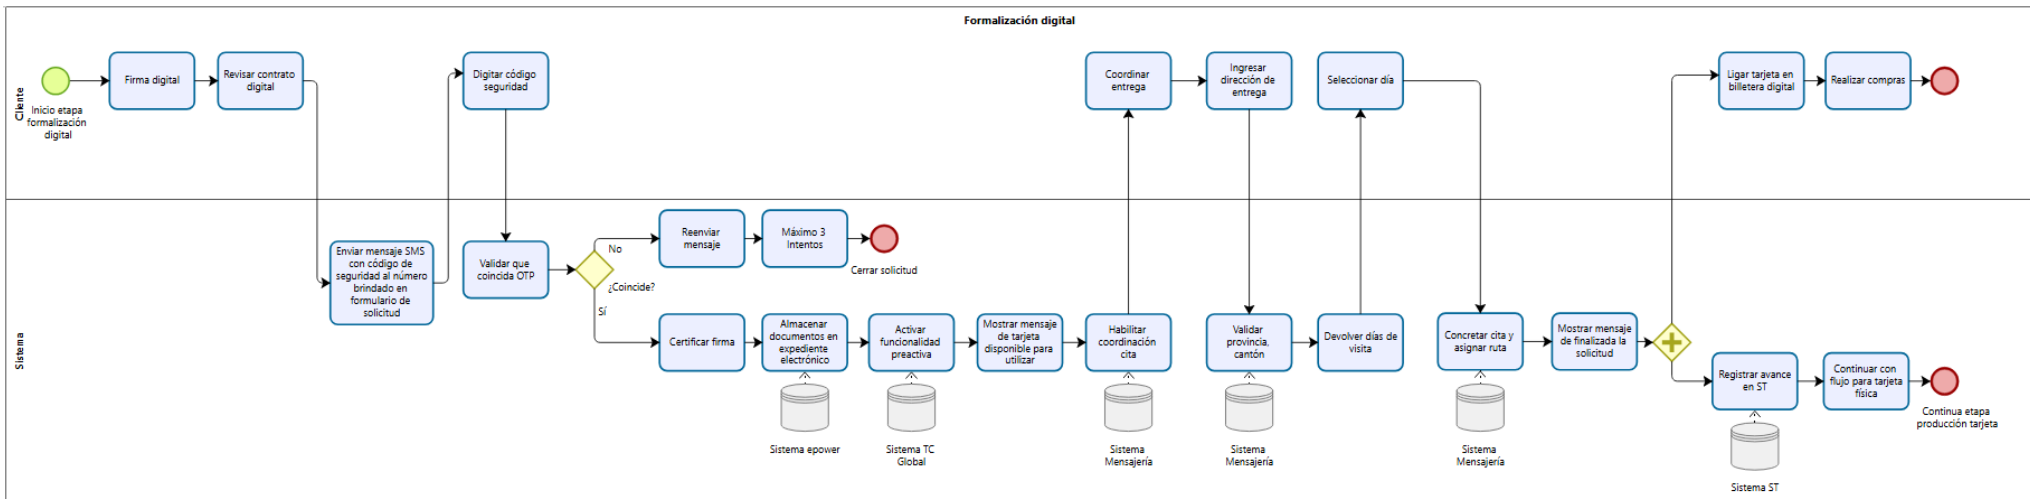 Formalización digital
Cliente
Inicio etapa
formalización
digital
Firma digital
Revisar contrato
digital
Digitar código
seguridad
Coordinar
entrega
Ingresar
dirección de
entrega
Seleccionar día
Ligar tarjeta en
billetera digital
Realizar compras
Sistema
Enviar mensaje SMS
con código de
seguridad al número
brindado en
formulario de
solicitud
Validar que
coincida OTP
¿Coincide?
No
Reenviar
mensaje
Máximo 3
Intentos
Cerrar solicitud
Sí
Certificar firma
Almacenar
documentos en
expediente
electrónico
Sistema epower
Activar
funcionalidad
preactiva
Sistema TC
Global
Mostrar mensaje
de tarjeta
disponible para
utilizar
Habilitar
coordinación
cita
Sistema
Mensajería
Validar
provincia,
cantón
Sistema
Mensajería
Devolver días de
visita
Concretar cita y
asignar ruta
Sistema
Mensajería
Mostrar mensaje
de finalizada la
solicitud
Registrar avance
en ST
Sistema ST
Continuar con
flujo para tarjeta
física
Continua etapa
producción tarjeta